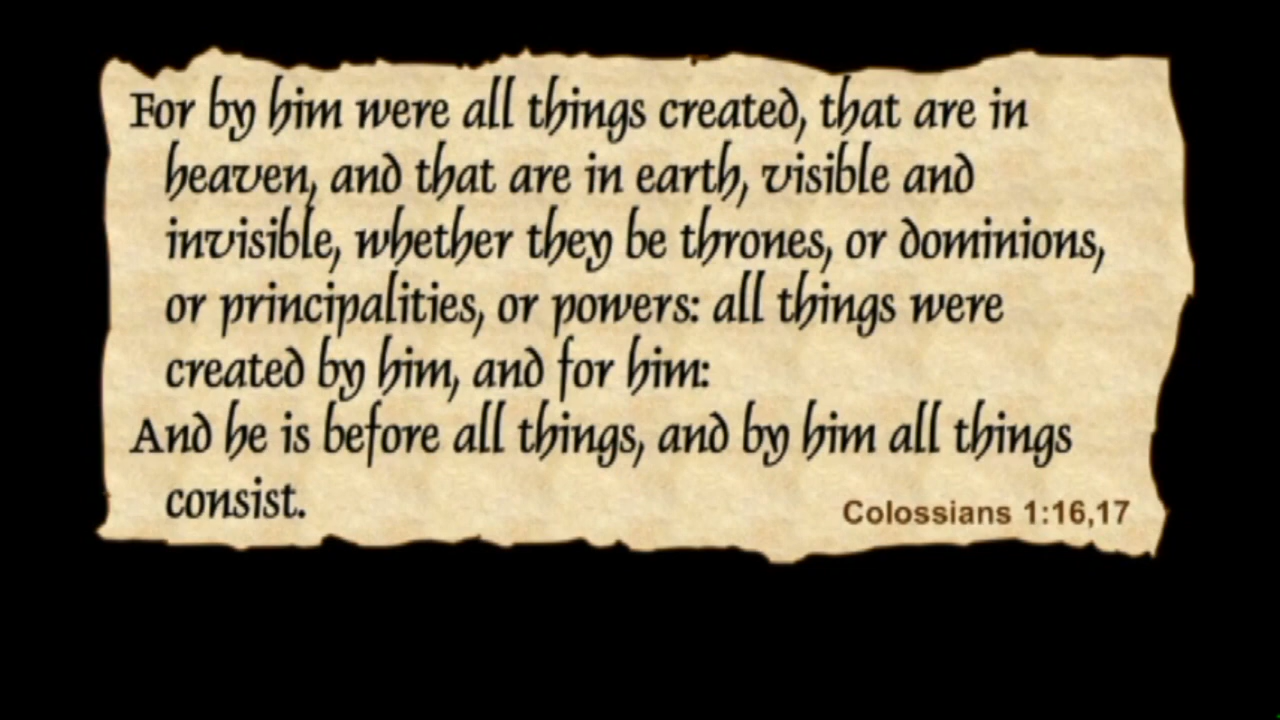 For by him were all things created, that are in
heaven, and that are in earth, visible and
invisible, whether they be thrones, or dominions,
or principalities, or powers: all things were
created by him, and for him:
And he is before all things, and by him all things
consist.
Colossians 1:16,17